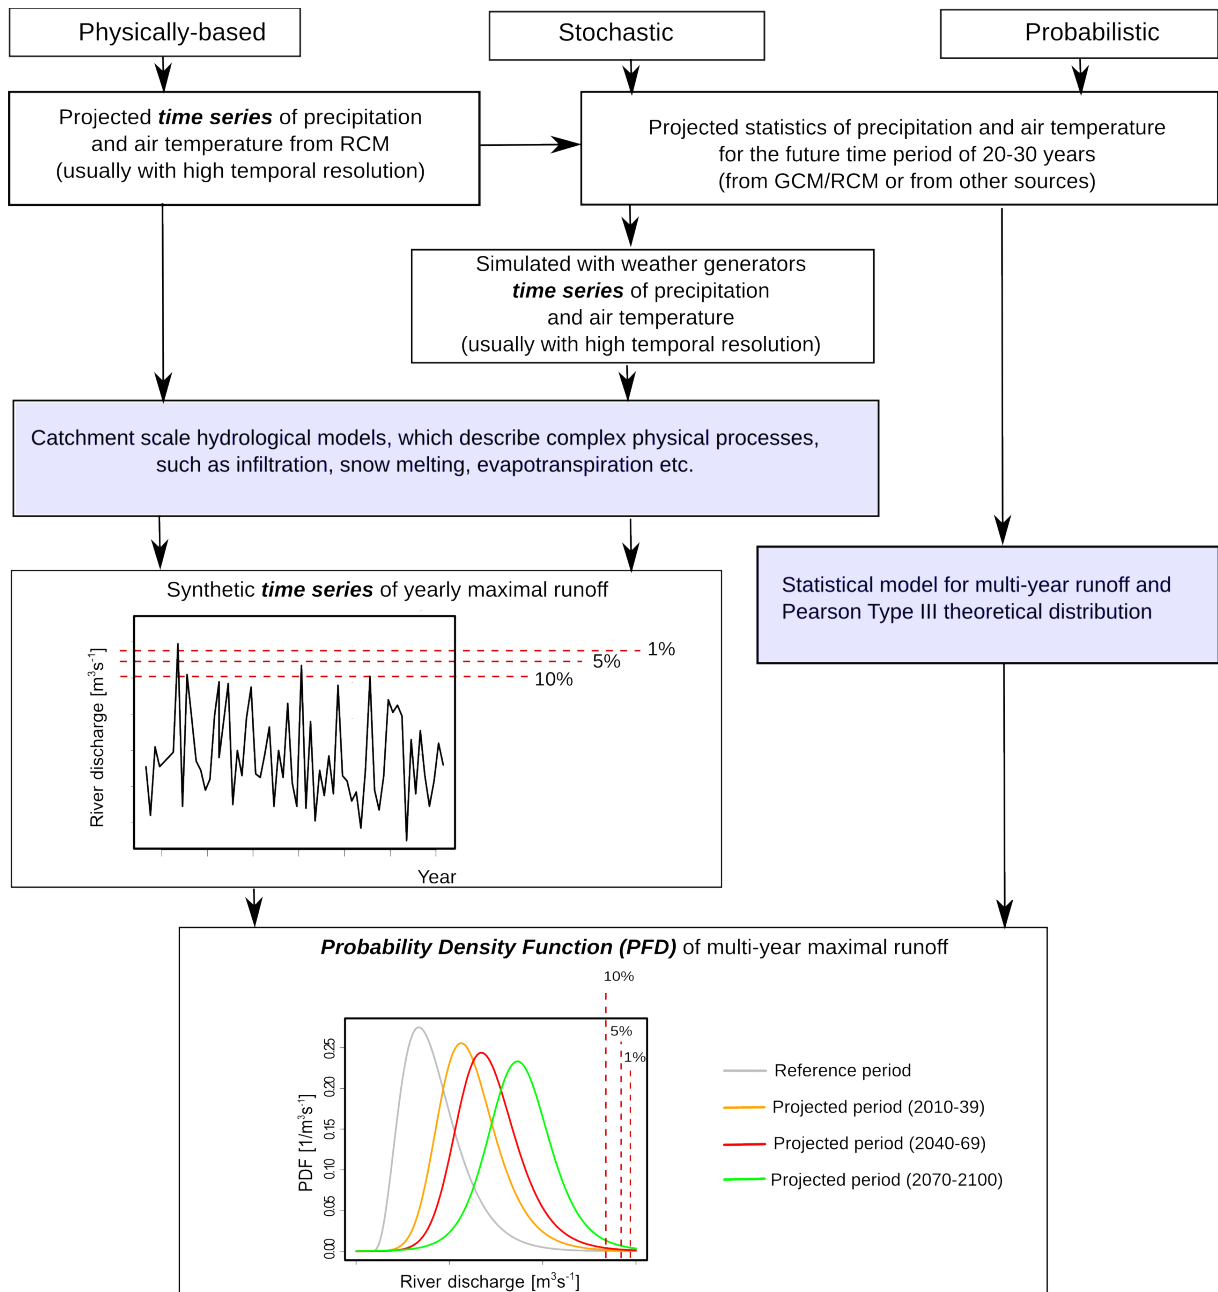 Physically-based
Stochastic
Probabilistic
Projected time series of precipitation
and air temperature from RCM
(usually with high temporal resolution)
Projected statistics of precipitation and air temperature
for the future time period of 20-30 years
(from GCM/RCM or from other sources)
Simulated with weather generators
time series of precipitation
and air temperature
(usually with high temporal resolution)
Catchment scale hydrological models, which describe complex physical processes,
such as infiltration, snow melting, evapotranspiration etc.
Statistical model for multi-year runoff and
Pearson Type III theoretical distribution
Synthetic time series of yearly maximal runoff
River discharge [m³s⁻¹]
1%
5%
10%
Year
Probability Density Function (PFD) of multi-year maximal runoff
10%
5%
1%
PDF [1/m³s⁻¹]
0.25
0.20
0.15
0.10
0.05
0.00
River discharge [m³s⁻¹]
Reference period
Projected period (2010-39)
Projected period (2040-69)
Projected period (2070-2100)